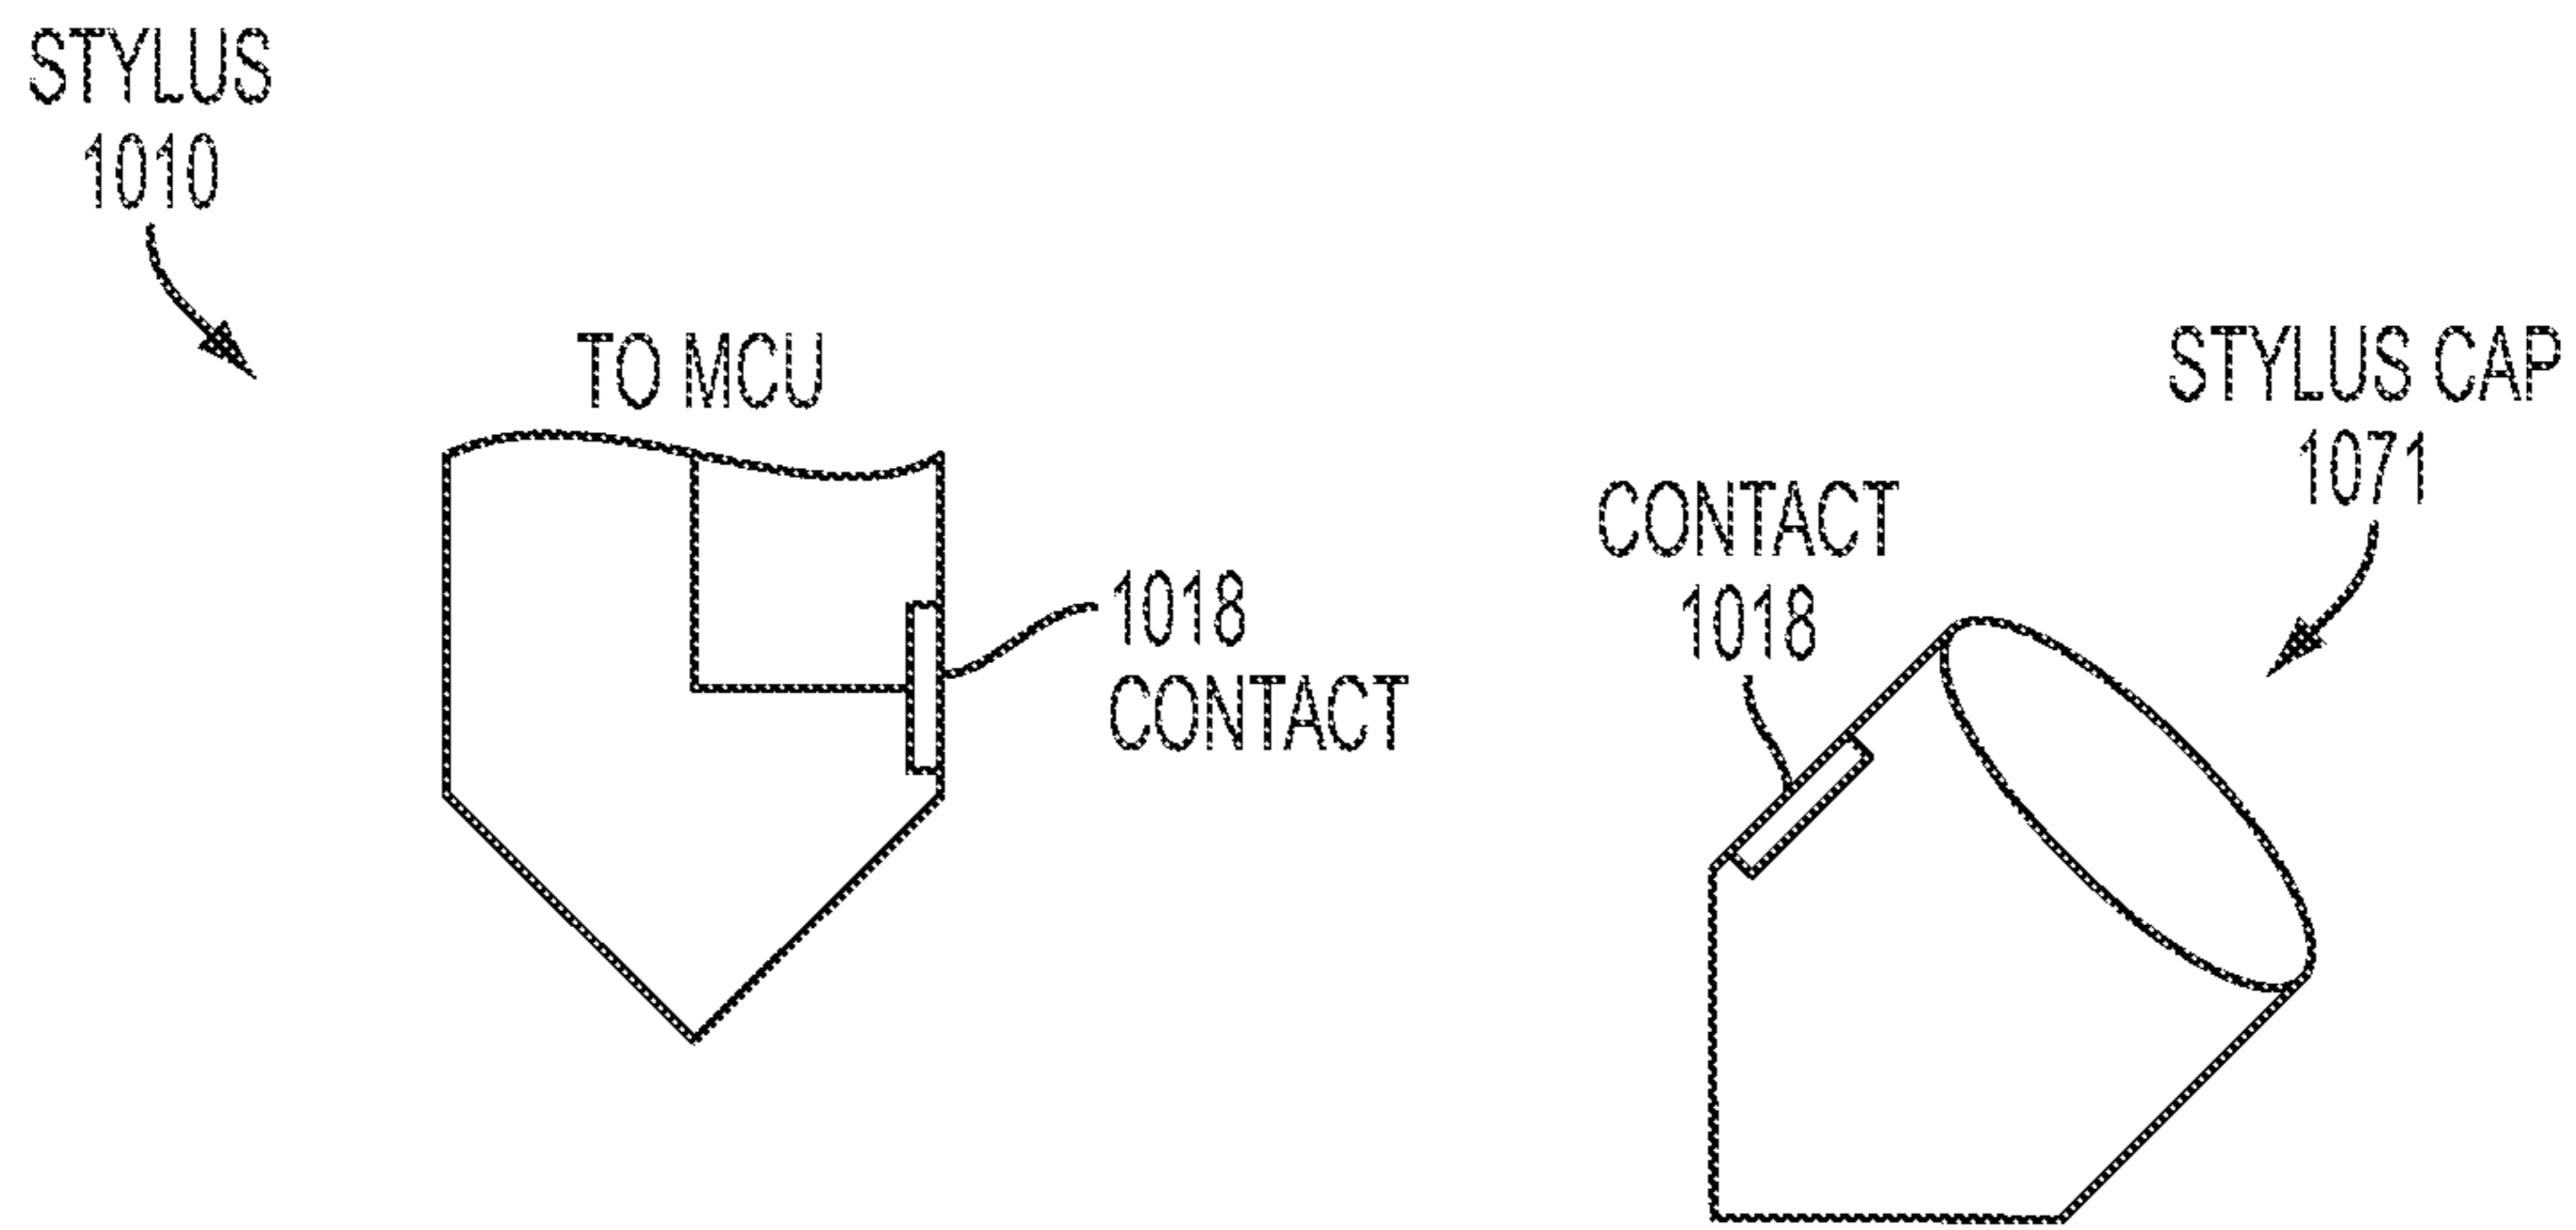 STYLUS
1010
TO MCU
1018
CONTACT
CONTACT
1018
STYLUS CAP
1071